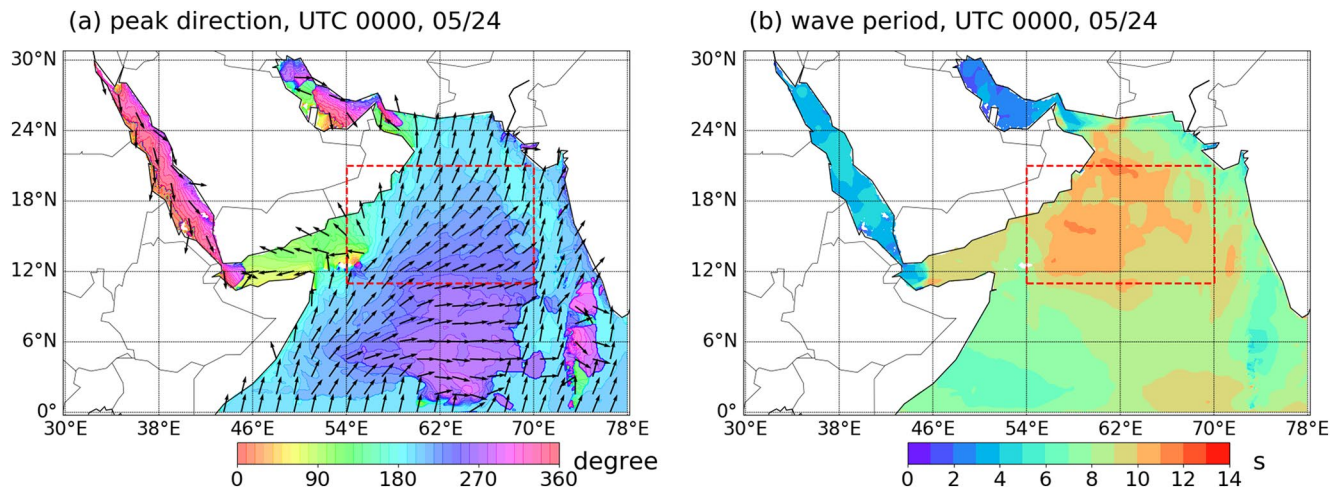 (a) peak direction, UTC 0000, 05/24
30°N
24°N
18°N
12°N
6°N
0°
30°E 38°E 46°E 54°E 62°E 70°E 78°E
0 90 180 270 360 degree
(b) wave period, UTC 0000, 05/24
30°N
24°N
18°N
12°N
6°N
0°
30°E 38°E 46°E 54°E 62°E 70°E 78°E
0 2 4 6 8 10 12 14 s